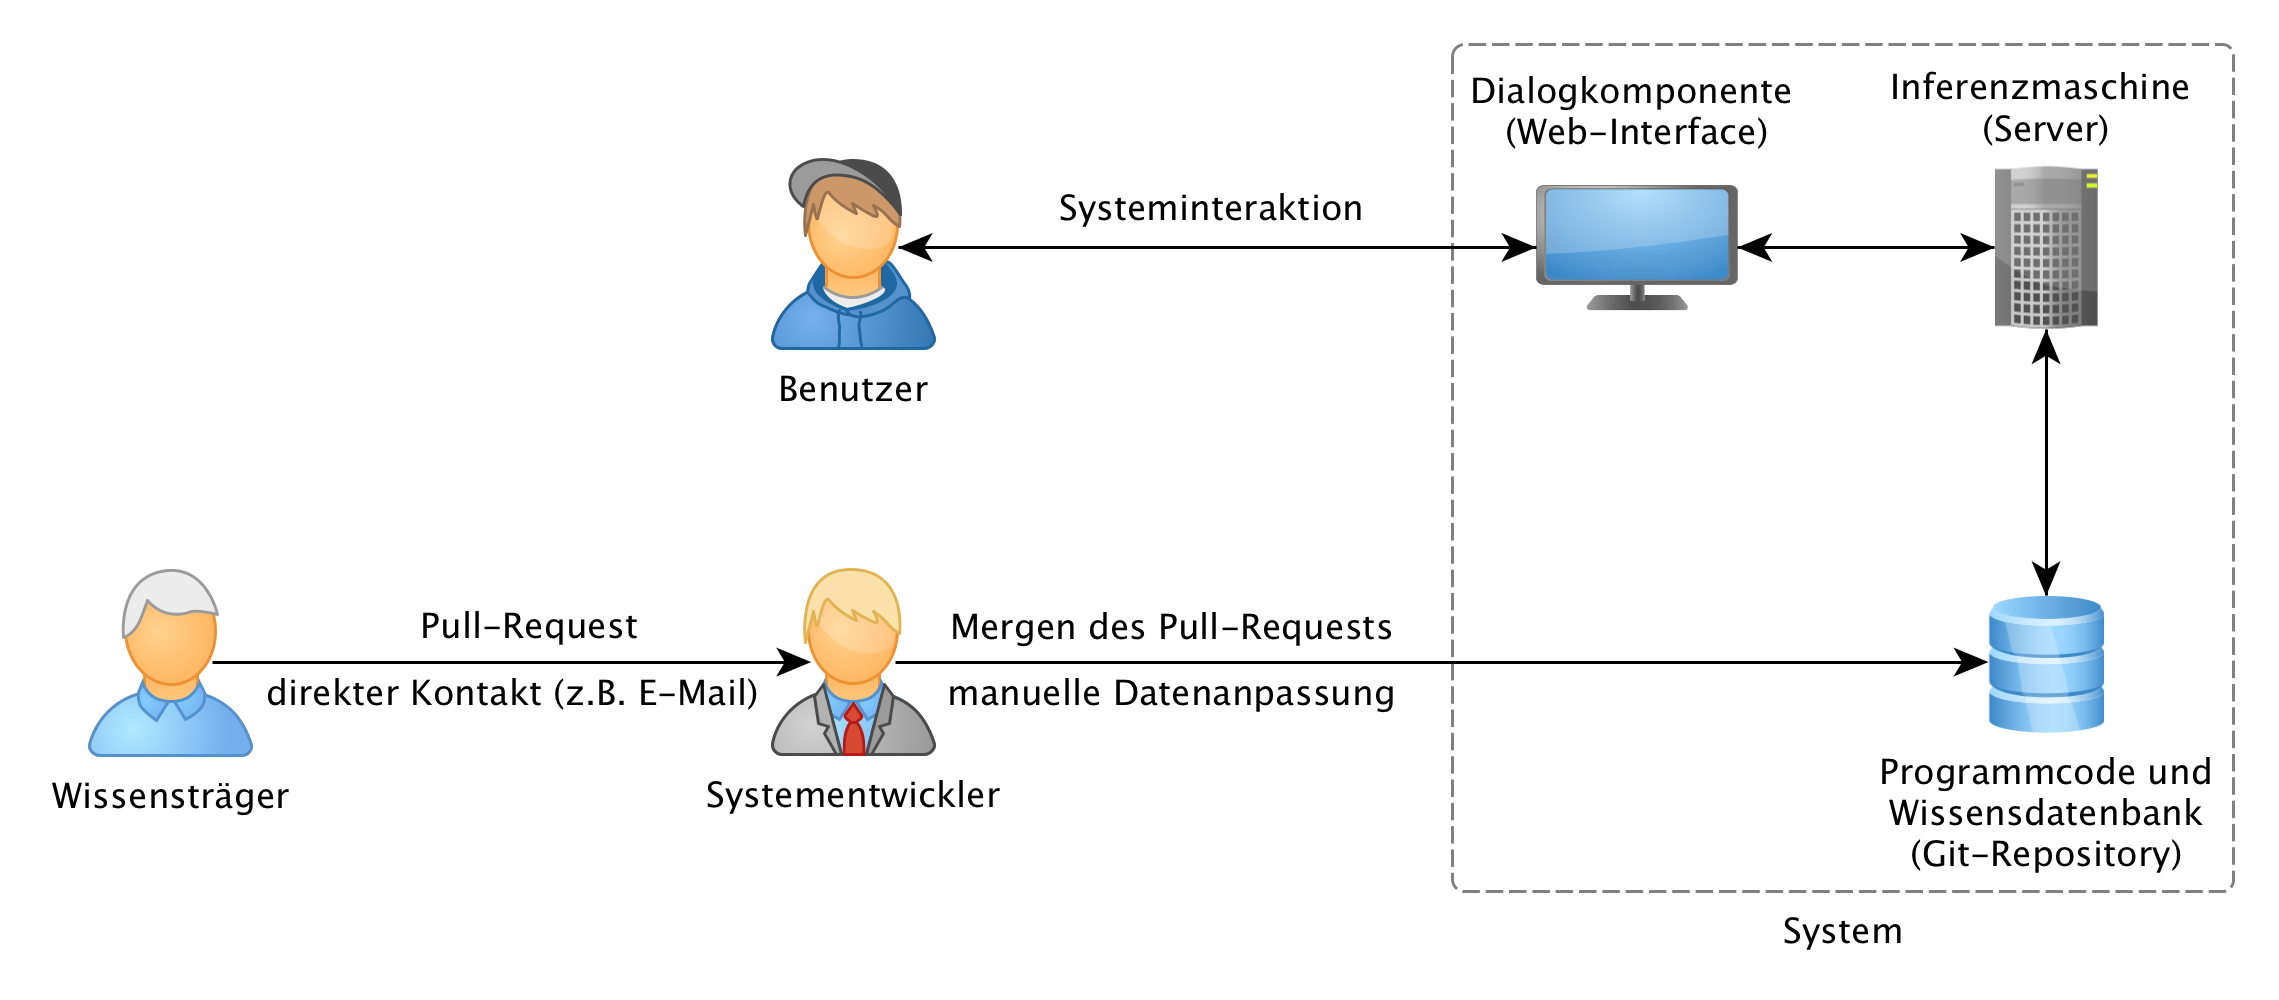 Dialogkomponente
(Web-Interface)
Inferenzmaschine
(Server)
Systeminteraktion
Benutzer
Pull-Request
direkter Kontakt (z.B. E-Mail)
Mergen des Pull-Requests
manuelle Datenanpassung
Wissensträger
Systementwickler
Programmcode und
Wissensdatenbank
(Git-Repository)
System